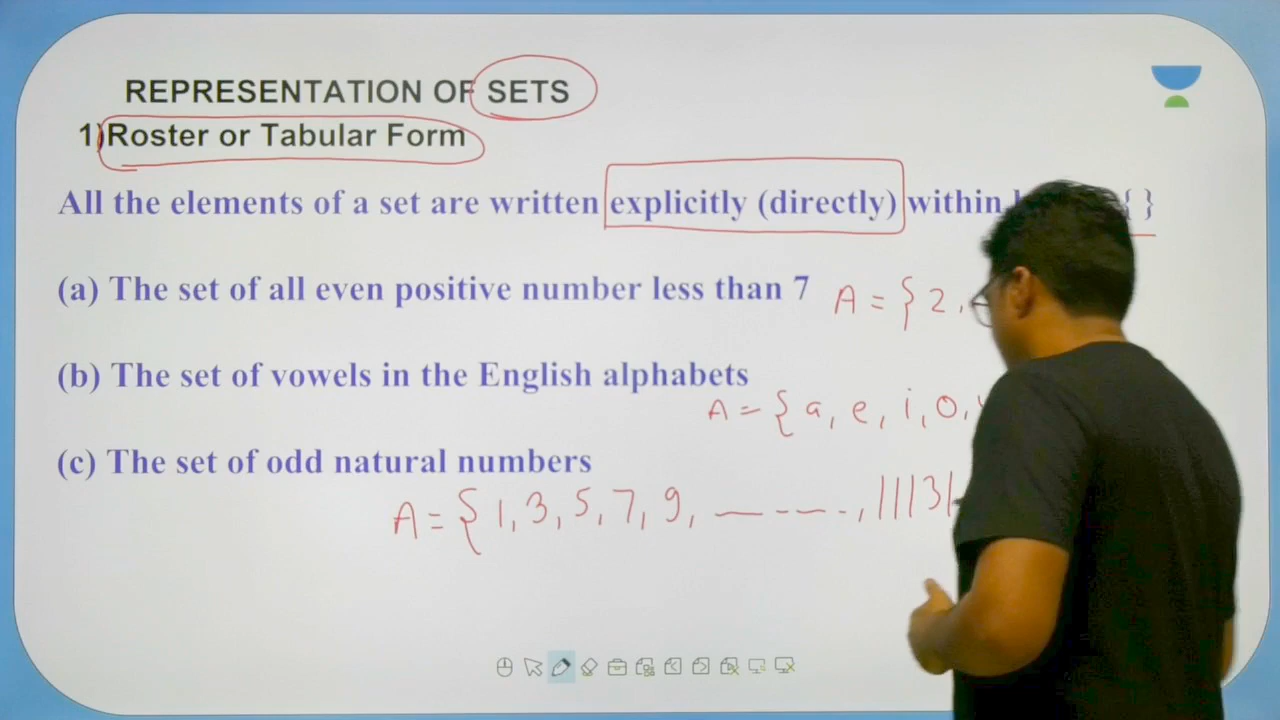 REPRESENTATION OF SETS
1)Roster or Tabular Form
All the elements of a set are written explicitly (directly) within { }
(a) The set of all even positive number less than 7
A = { 2,
(b) The set of vowels in the English alphabets
A = { a, e, i, o,
(c) The set of odd natural numbers
A = { 1, 3, 5, 7, 9,